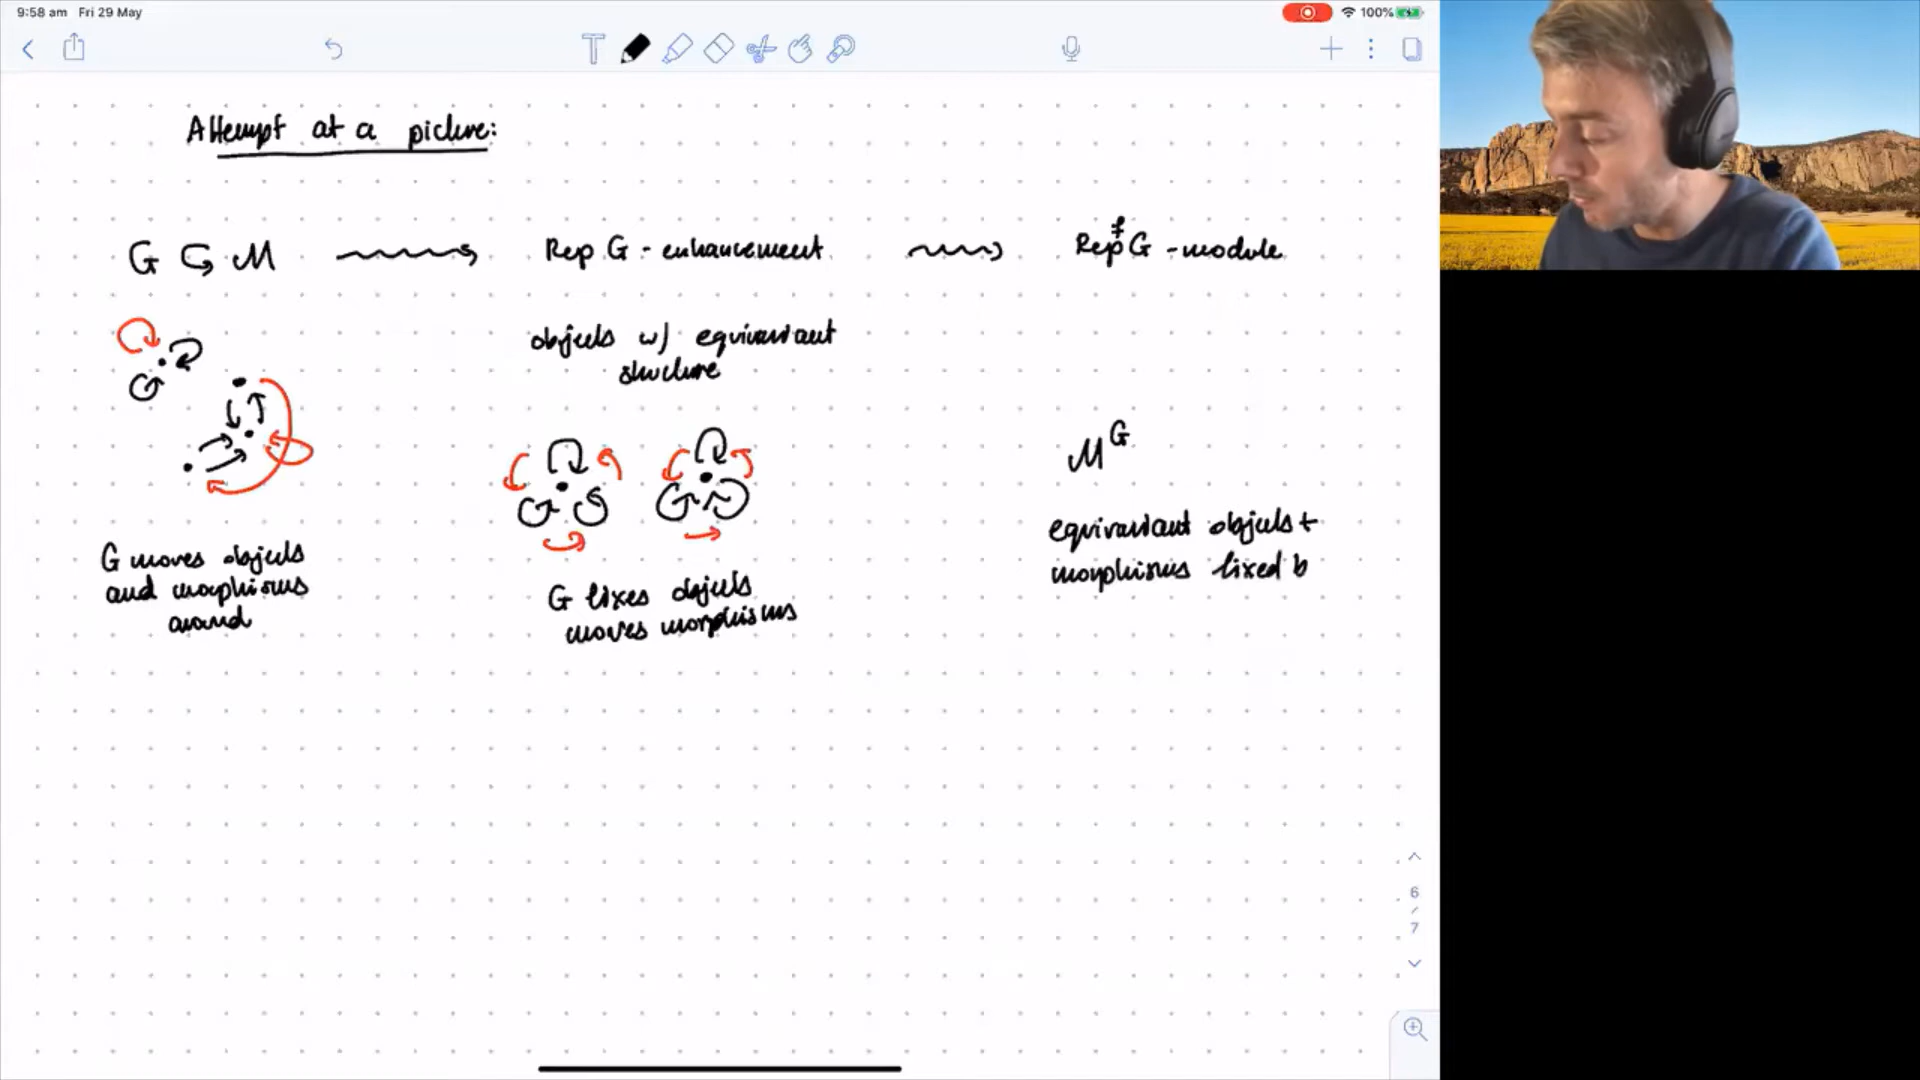 9:58 am Fri 29 May
100%
Attempt at a picture:
G ↪ M
Rep G - enhancement
Rep^f G - module
objects w/ equivariant
structure
M^G
equivariant objects +
morphisms fixed b
G moves objects
and morphisms
around
G fixes objects
moves morphisms
6
/
7